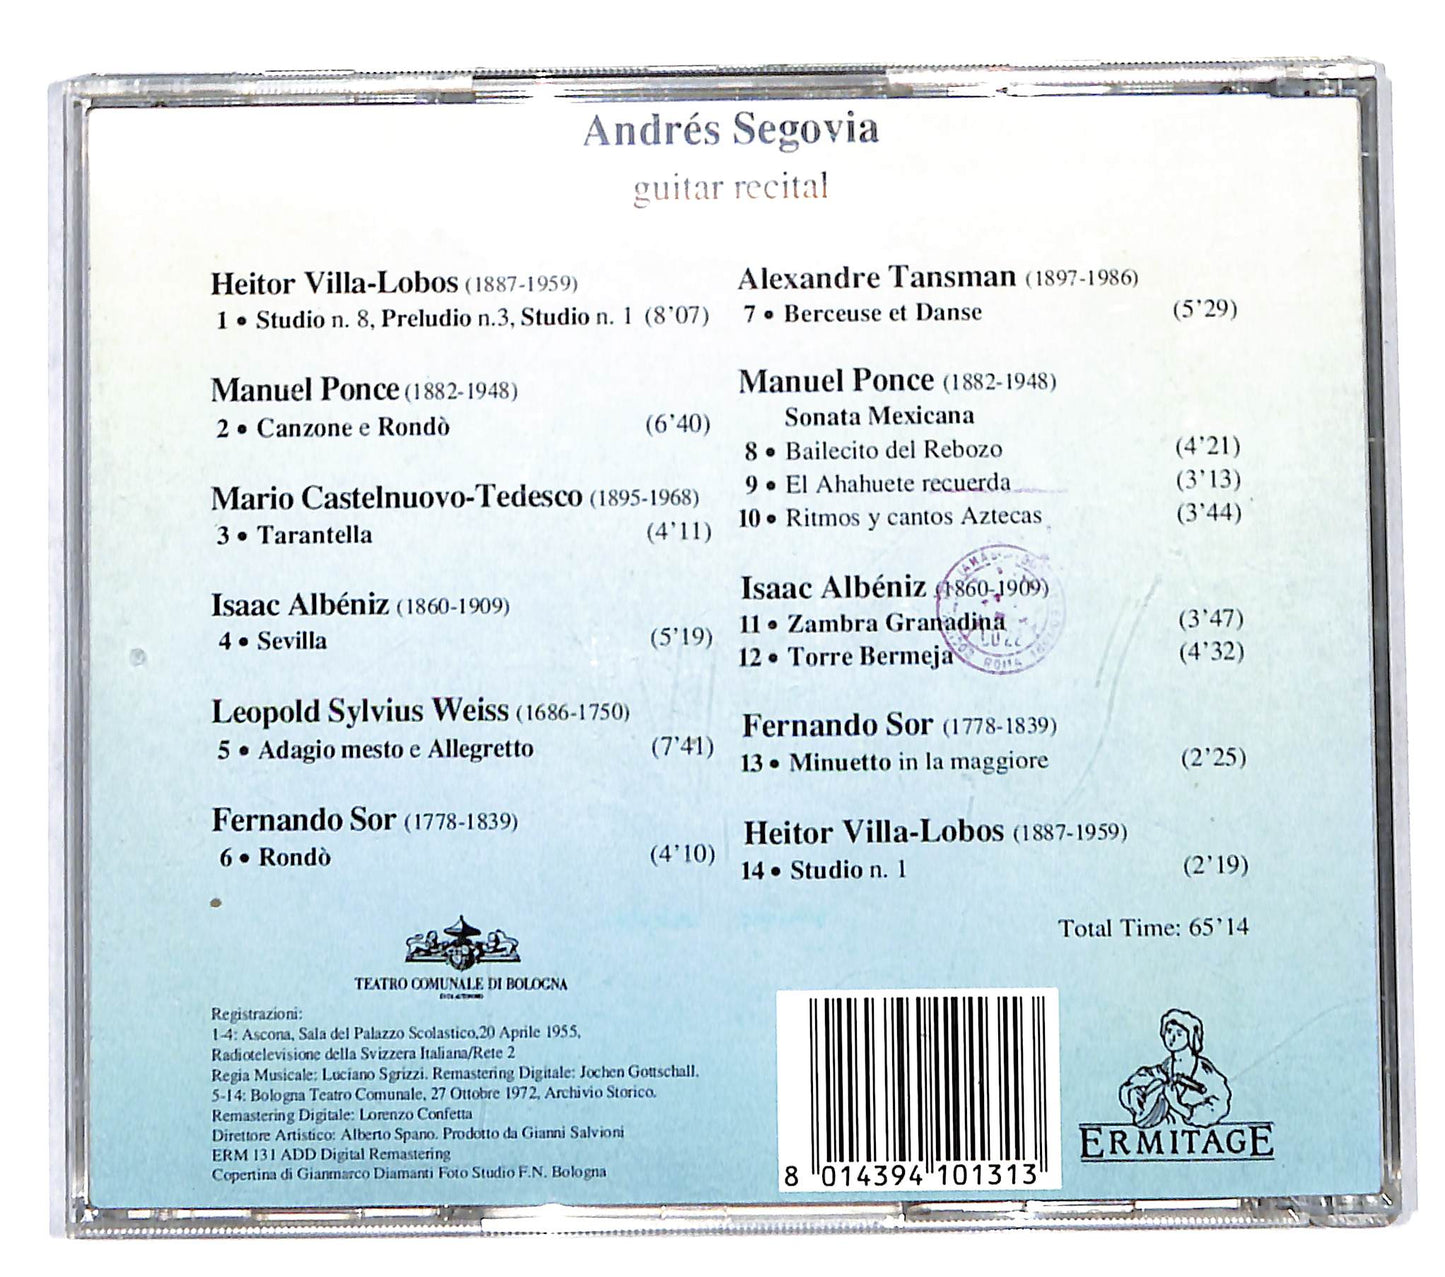 Andrés Segovia
guitar recital
Heitor Villa-Lobos (1887-1959)
1 • Studio n. 8, Preludio n.3, Studio n. 1 (8'07)
Manuel Ponce (1882-1948)
2 • Canzone e Rondò (6'40)
Mario Castelnuovo-Tedesco (1895-1968)
3 • Tarantella (4'11)
Isaac Albéniz (1860-1909)
4 • Sevilla (5'19)
Leopold Sylvius Weiss (1686-1750)
5 • Adagio mesto e Allegretto (7'41)
Fernando Sor (1778-1839)
6 • Rondò (4'10)
Alexandre Tansman (1897-1986)
7 • Berceuse et Danse (5'29)
Manuel Ponce (1882-1948)
Sonata Mexicana
8 • Bailecito del Rebozo (4'21)
9 • El Ahahuete recuerda (3'13)
10 • Ritmos y cantos Aztecas (3'44)
Isaac Albéniz (1860-1909)
11 • Zambra Granadina (3'47)
12 • Torre Bermeja (4'32)
Fernando Sor (1778-1839)
13 • Minuetto in la maggiore (2'25)
Heitor Villa-Lobos (1887-1959)
14 • Studio n. 1 (2'19)
Total Time: 65'14
TEATRO COMUNALE DI BOLOGNA
Registrazioni:
1-4: Ascona, Sala del Palazzo Scolastico,20 Aprile 1955,
Radiotelevisione della Svizzera Italiana/Rete 2
Regia Musicale: Luciano Sgrizzi. Remastering Digitale: Jochen Gottschall.
5-14: Bologna Teatro Comunale, 27 Ottobre 1972, Archivio Storico.
Remastering Digitale: Lorenzo Confetta
Direttore Artistico: Alberto Spano. Prodotto da Gianni Salvioni
ERM 131 ADD Digital Remastering
Copertina di Gianmarco Diamanti Foto Studio F.N. Bologna
8 014394 101313
ERMITAGE
ROMA